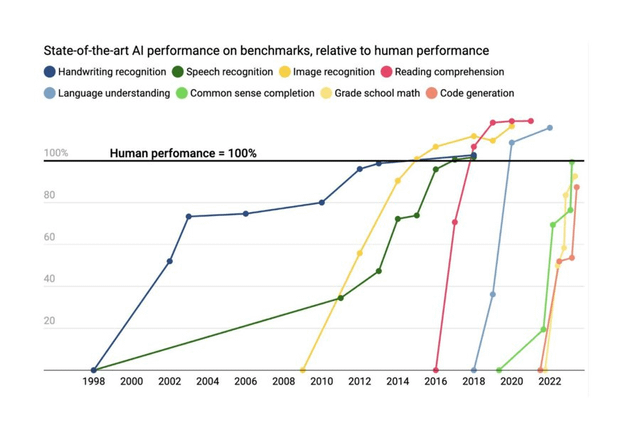 State-of-the-art AI performance on benchmarks, relative to human performance
Handwriting recognition Speech recognition Image recognition Reading comprehension
Language understanding Common sense completion Grade school math Code generation
100% Human perfomance = 100%
80
60
40
20
1998 2000 2002 2004 2006 2008 2010 2012 2014 2016 2018 2020 2022